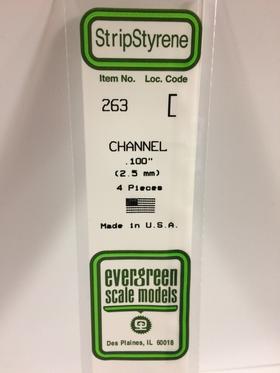 StripStyrene
Item No. Loc. Code
263 [
CHANNEL
.100"
(2.5 mm)
4 Pieces
Made in U.S.A.
evergreen
scale models
Des Plaines, IL 60018